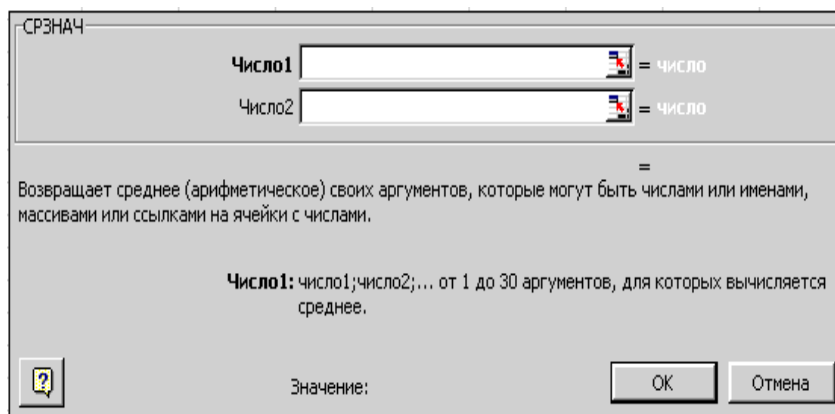 СРЗНАЧ
Число1 = число
Число2 = число
=
Возвращает среднее (арифметическое) своих аргументов, которые могут быть числами или именами,
массивами или ссылками на ячейки с числами.
Число1: число1;число2;... от 1 до 30 аргументов, для которых вычисляется
среднее.
? Значение: ОК Отмена